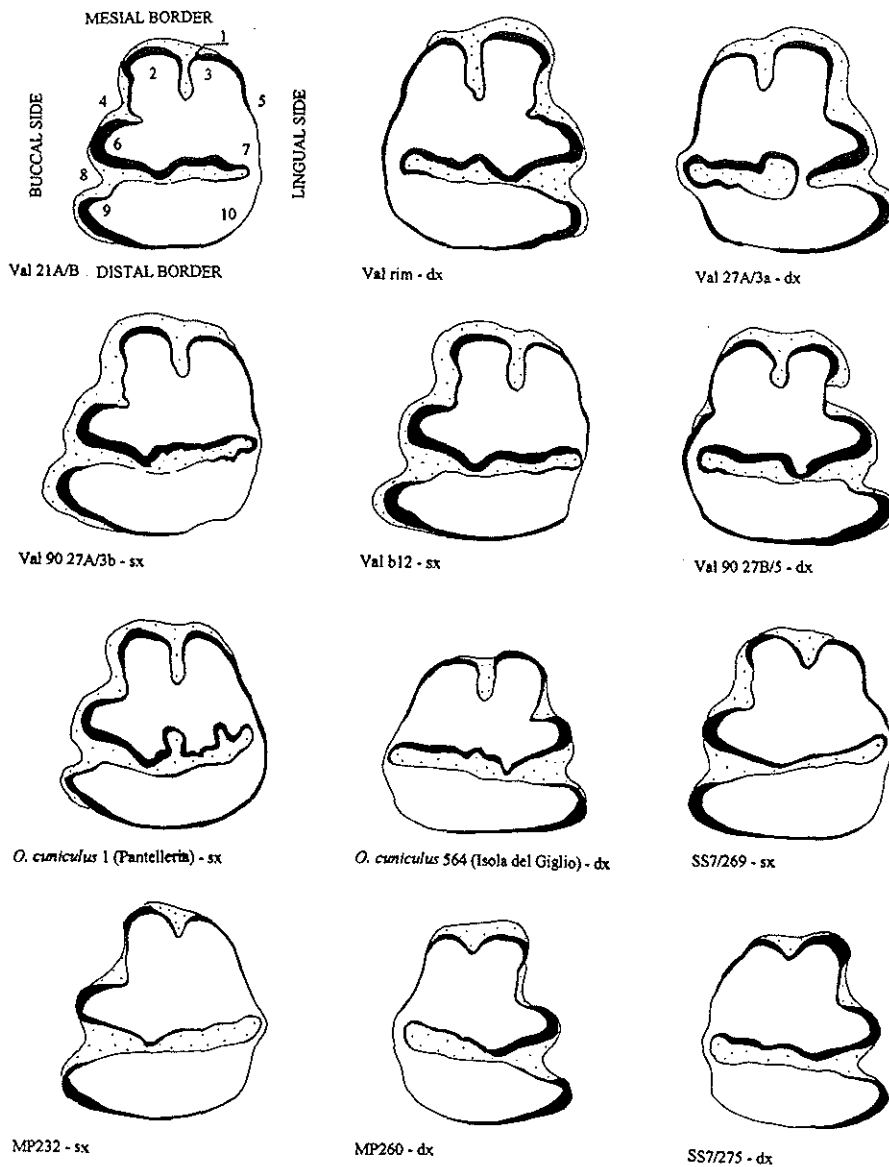 MESIAL BORDER
1
2 3
4 5
BUCCAL SIDE
LINGUAL SIDE
6 7
8
9 10
Val 21A/B DISTAL BORDER
Val rim - dx
Val 27A/3a - dx
Val 90 27A/3b - sx
Val b12 - sx
Val 90 27B/5 - dx
O. cuniculus 1 (Pantelleria) - sx
O. cuniculus 564 (Isola del Giglio) - dx
SS7/269 - sx
MP232 - sx
MP260 - dx
SS7/275 - dx